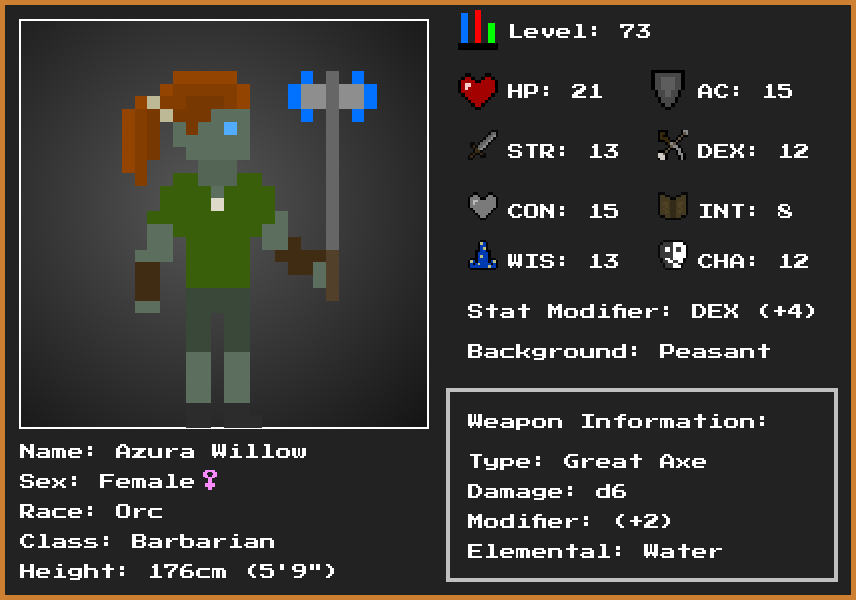 Level: 73
HP: 21 AC: 15
STR: 13 DEX: 12
CON: 15 INT: 8
WIS: 13 CHA: 12
Stat Modifier: DEX (+4)
Background: Peasant
Weapon Information:
Type: Great Axe
Damage: d6
Modifier: (+2)
Elemental: Water
Name: Azura Willow
Sex: Female♀
Race: Orc
Class: Barbarian
Height: 176cm (5'9")